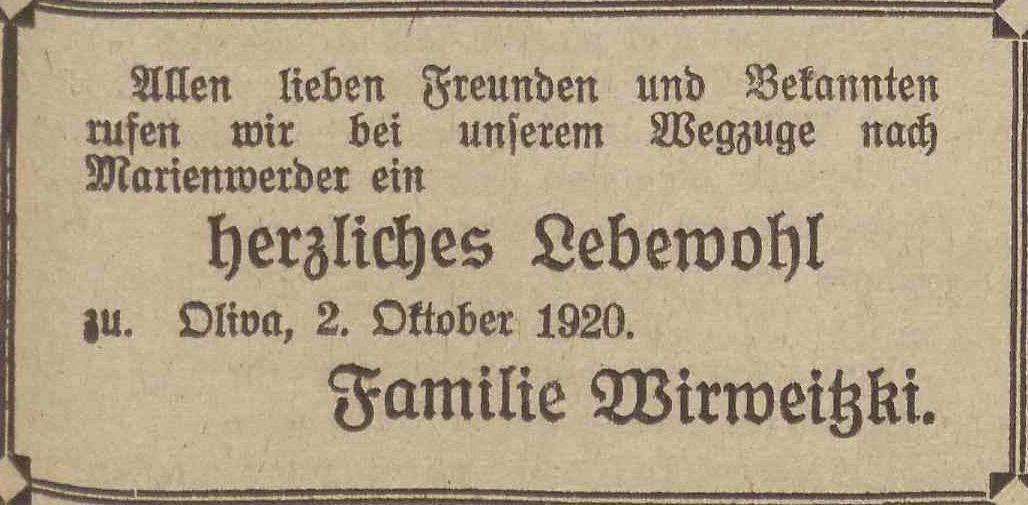 Allen lieben Freunden und Bekannten
rufen wir bei unserem Wegzuge nach
Marienwerder ein
herzliches Lebewohl
zu. Oliva, 2. Oktober 1920.
Familie Wirweitzki.